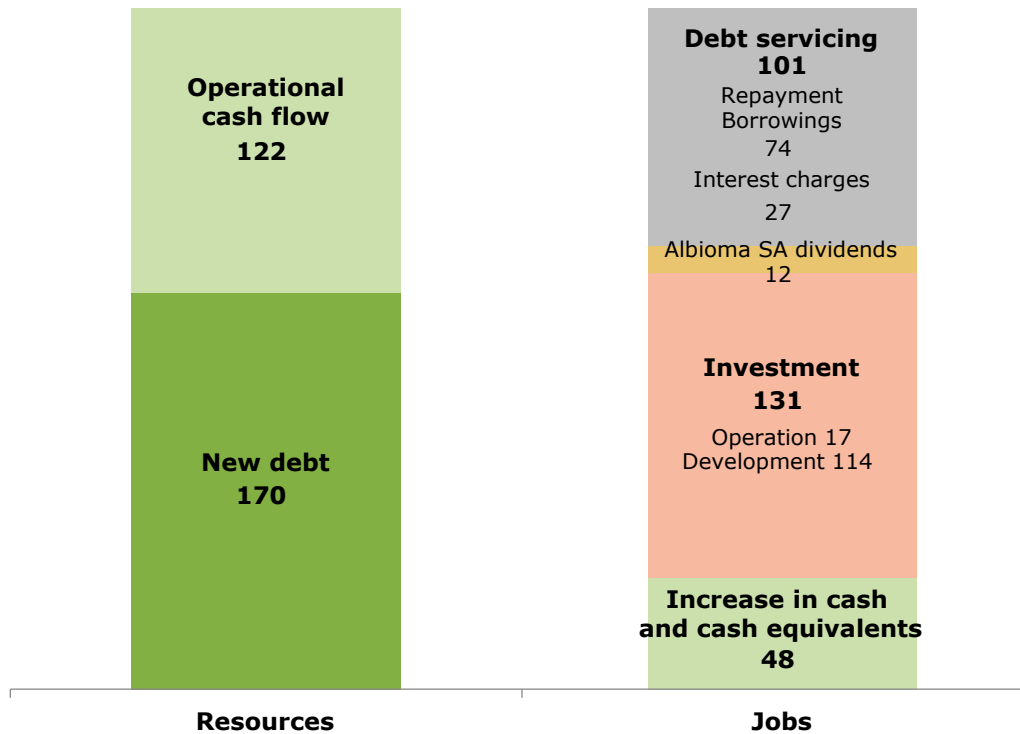 Operational
cash flow
122
New debt
170
Resources
Debt servicing
101
Repayment
Borrowings
74
Interest charges
27
Albioma SA dividends
12
Investment
131
Operation 17
Development 114
Increase in cash
and cash equivalents
48
Jobs